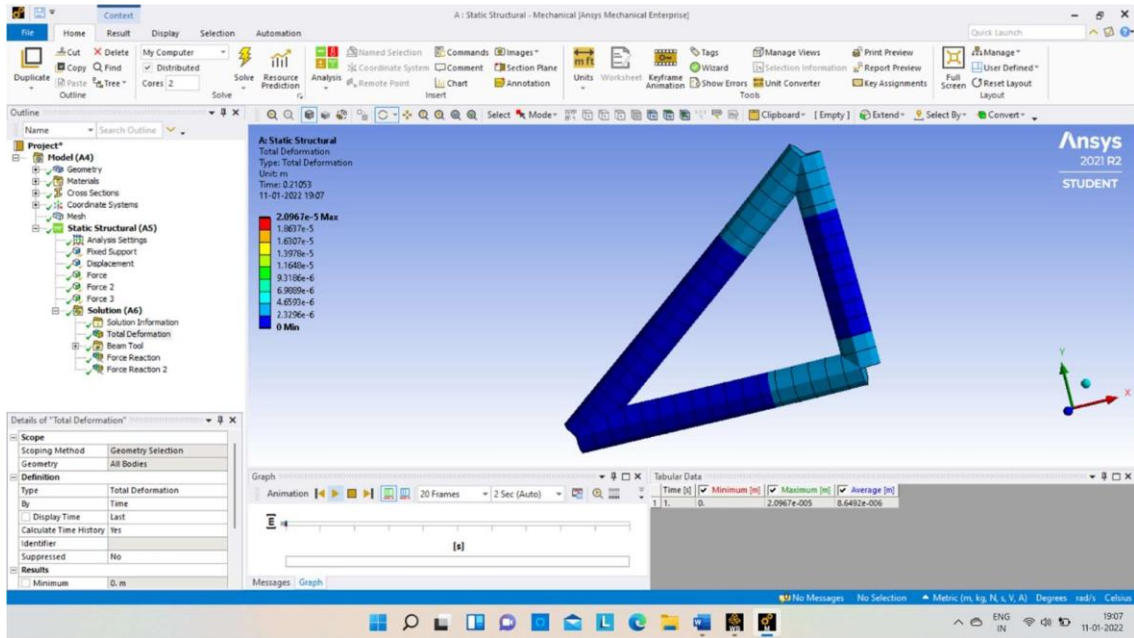 Context
A : Static Structural - Mechanical [Ansys Mechanical Enterprise]
File Home Result Display Selection Automation
Quick Launch
Duplicate
Cut
Copy
Paste
Delete
Find
Tree
Outline
My Computer
Distributed
Cores 2
Solve
Solve
Resource Prediction
Analysis
Named Selection
Coordinate System
Remote Point
Commands
Comment
Chart
Images
Section Plane
Annotation
Insert
Units
Worksheet
Keyframe Animation
Tags
Wizard
Show Errors
Manage Views
Selection Information
Unit Converter
Print Preview
Report Preview
Key Assignments
Tools
Full Screen
Manage
User Defined
Reset Layout
Layout
Outline
Name Search Outline
Select Mode Clipboard [Empty] Extend Select By Convert
Project*
Model (A4)
Geometry
Materials
Cross Sections
Coordinate Systems
Mesh
Static Structural (A5)
Analysis Settings
Fixed Support
Displacement
Force
Force 2
Force 3
Solution (A6)
Solution Information
Total Deformation
Beam Tool
Force Reaction
Force Reaction 2
A: Static Structural
Total Deformation
Type: Total Deformation
Unit: m
Time: 0.21053
11-01-2022 19:07
2.0967e-5 Max
1.8637e-5
1.6307e-5
1.3978e-5
1.1648e-5
9.3186e-6
6.9889e-6
4.6593e-6
2.3296e-6
0 Min
Ansys
2021 R2
STUDENT
Y
X
Details of "Total Deformation"
Scope
Scoping Method Geometry Selection
Geometry All Bodies
Definition
Type Total Deformation
By Time
Display Time Last
Calculate Time History Yes
Identifier
Suppressed No
Results
Minimum 0. m
Graph
Animation 20 Frames 2 Sec (Auto)
[s]
Messages Graph
Tabular Data
Time [s] Minimum [m] Maximum [m] Average [m]
1 1. 0. 2.0967e-005 8.6492e-006
No Messages No Selection Metric (m, kg, N, s, V, A) Degrees rad/s Celsius
ENG
IN
19:07
11-01-2022